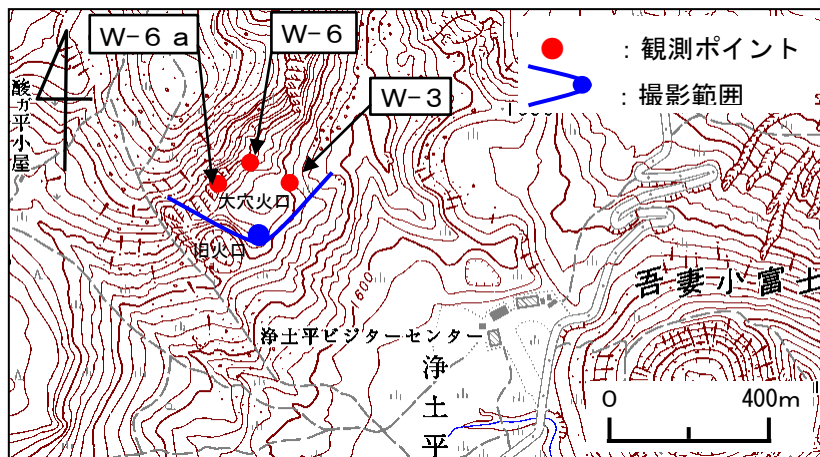 W-6a
W-6
W-3
：観測ポイント
：撮影範囲
酸ガ平小屋
大穴火口
旧火口
1600
吾妻小富士
浄土平ビジターセンター
浄土平
0 400m